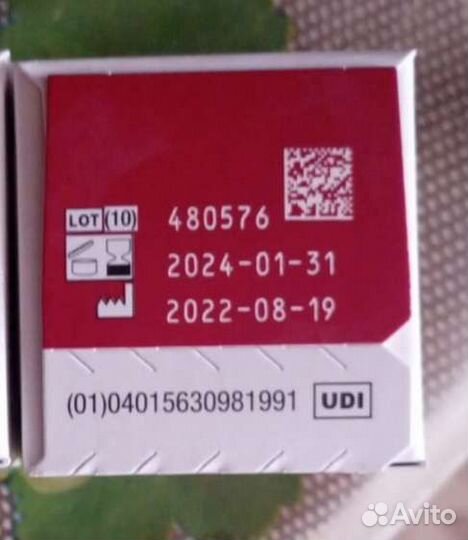 LOT (10) 480576
2024-01-31
2022-08-19
(01)04015630981991 UDI
Avito